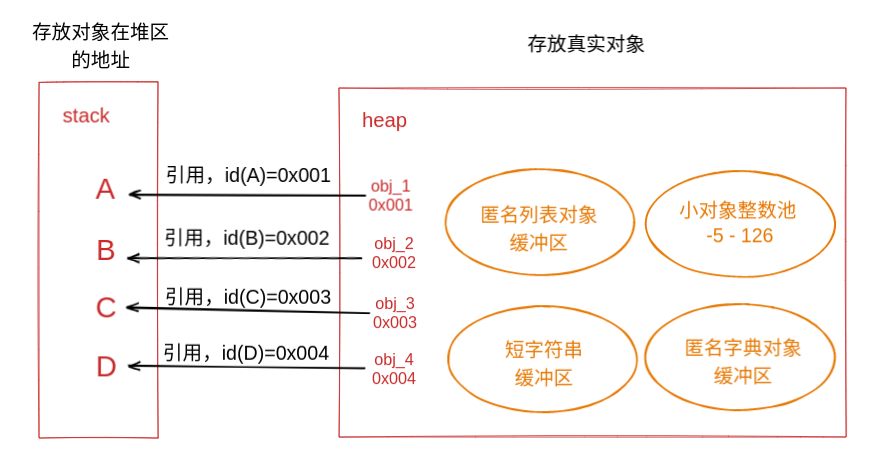 存放对象在堆区
的地址
存放真实对象
stack
heap
A
引用，id(A)=0x001
obj_1
0x001
B
引用，id(B)=0x002
obj_2
0x002
C
引用，id(C)=0x003
obj_3
0x003
D
引用，id(D)=0x004
obj_4
0x004
匿名列表对象
缓冲区
小对象整数池
-5 - 126
短字符串
缓冲区
匿名字典对象
缓冲区